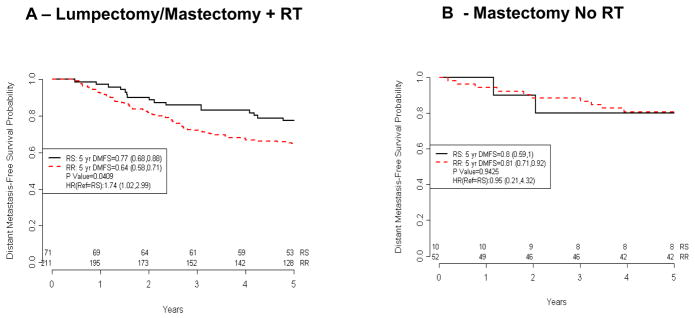 A – Lumpectomy/Mastectomy + RT
Distant Metastasis-Free Survival Probability
1.0
0.8
0.6
0.4
0.2
0.0
RS: 5 yr DMFS=0.77 (0.68,0.88)
RR: 5 yr DMFS=0.64 (0.58,0.71)
P Value=0.0409
HR(Ref=RS):1.74 (1.02,2.99)
71 69 64 61 59 53 RS
211 195 173 152 142 128 RR
0 1 2 3 4 5
Years
B - Mastectomy No RT
Distant Metastasis-Free Survival Probability
1.0
0.8
0.6
0.4
0.2
0.0
RS: 5 yr DMFS=0.8 (0.59,1)
RR: 5 yr DMFS=0.81 (0.71,0.92)
P Value=0.9425
HR(Ref=RS):0.95 (0.21,4.32)
10 10 9 8 8 8 RS
52 49 46 46 42 42 RR
0 1 2 3 4 5
Years